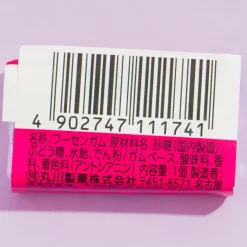 4 902747 111741
名称/フーセンガム 原材料名/砂糖(国内製造)、
ぶどう糖、水飴、でん粉/ガムベース、酸味料、香
料、着色料(アントシアニン) 内容量/1個 製造者/
丸川製菓株式会社 〒451-8571 名古屋